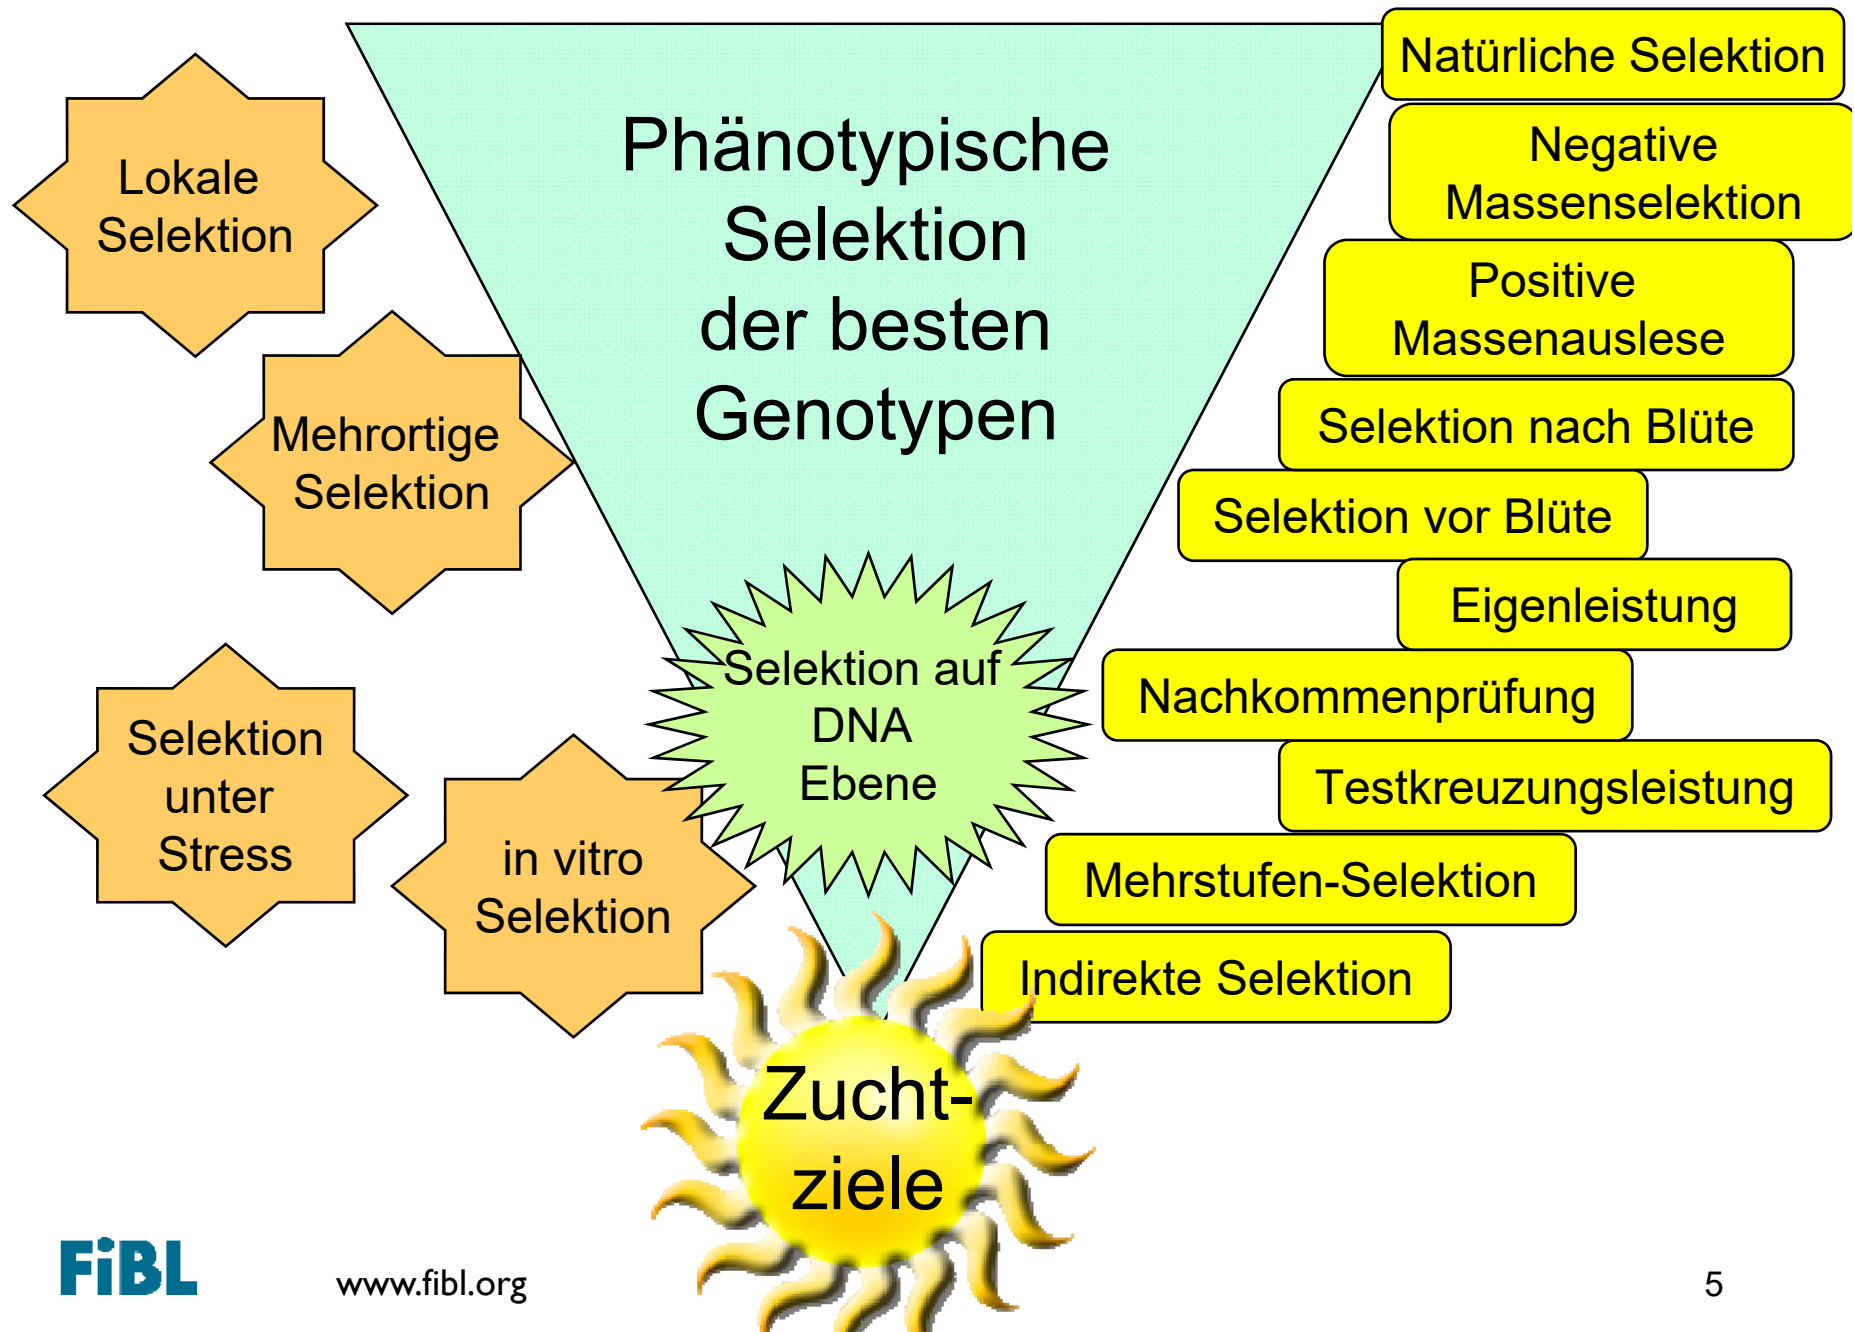 Lokale
Selektion
Mehrortige
Selektion
Selektion
unter
Stress
in vitro
Selektion
Phänotypische
Selektion
der besten
Genotypen
Selektion auf
DNA
Ebene
Zucht-
ziele
Natürliche Selektion
Negative
Massenselektion
Positive
Massenauslese
Selektion nach Blüte
Selektion vor Blüte
Eigenleistung
Nachkommenprüfung
Testkreuzungsleistung
Mehrstufen-Selektion
Indirekte Selektion
FiBL
www.fibl.org
5